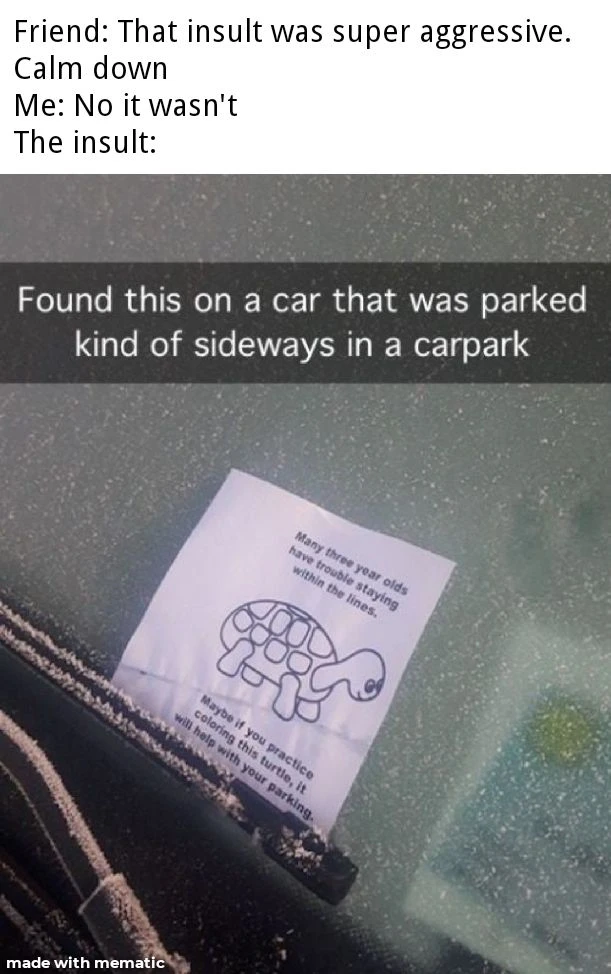 Friend: That insult was super aggressive.
Calm down
Me: No it wasn't
The insult:
Found this on a car that was parked
kind of sideways in a carpark
Many three year olds
have trouble staying
within the lines.
Maybe if you practice
coloring this turtle, it
will help with your parking.
made with mematic